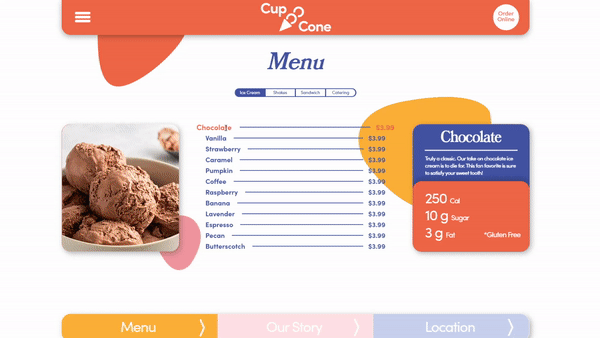 Cup
Cone
Order
Online
Menu
Ice Cream
Shakes
Sandwich
Catering
Chocolate $3.99
Vanilla $3.99
Strawberry $3.99
Caramel $3.99
Pumpkin $3.99
Coffee $3.99
Raspberry $3.99
Banana $3.99
Lavender $3.99
Espresso $3.99
Pecan $3.99
Butterscotch $3.99
Chocolate
Truly a classic. Our take on chocolate ice
cream is to die for. This fan favorite is sure
to satisfy your sweet tooth!
250 Cal
10 g Sugar
3 g Fat *Gluten Free
Menu
Our Story
Location